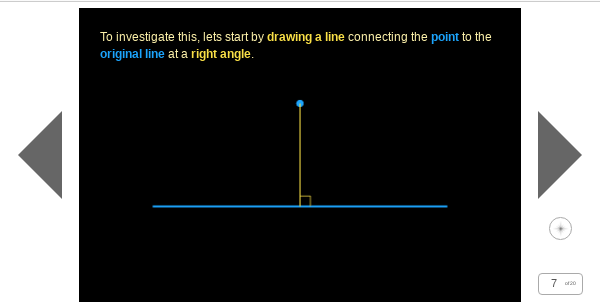 To investigate this, lets start by drawing a line connecting the point to the
original line at a right angle.
7 of 20